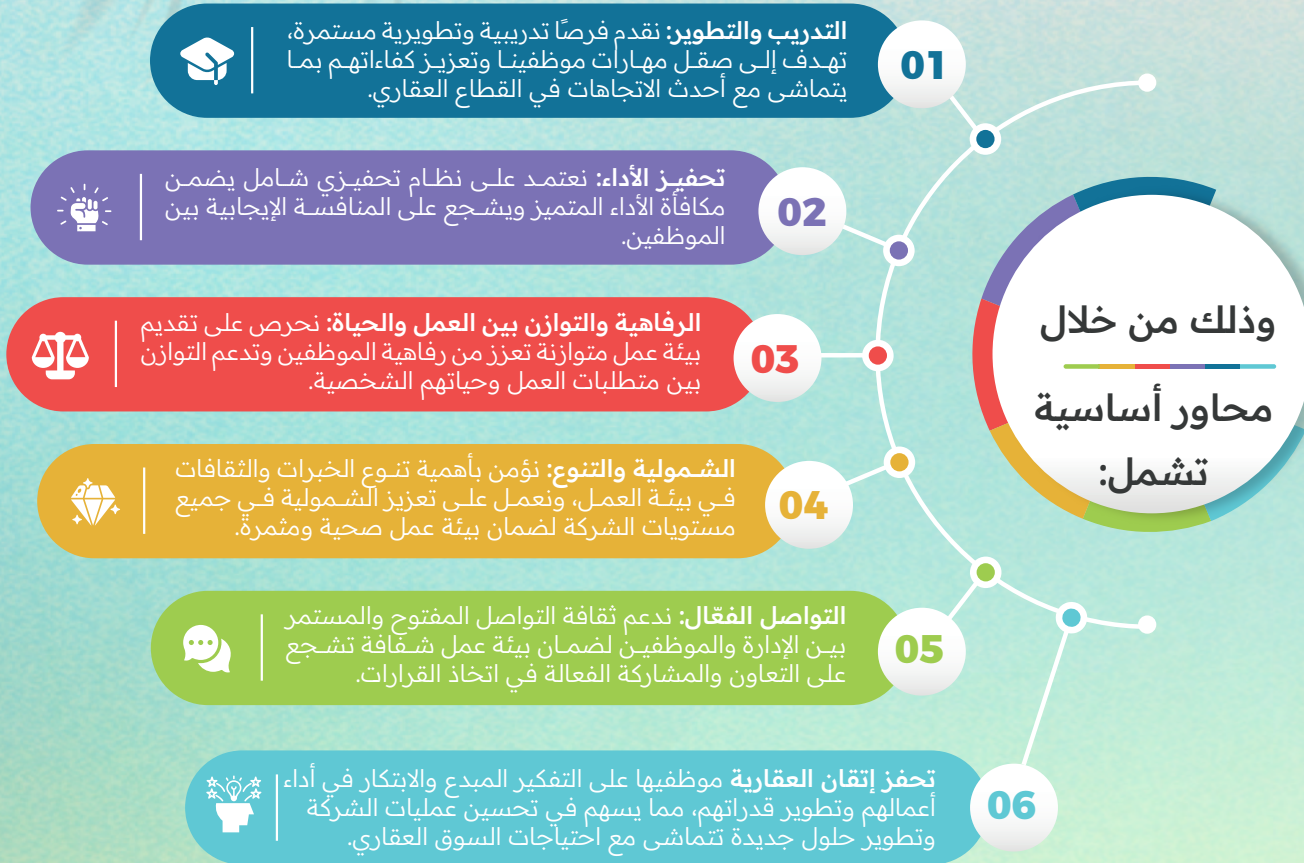 وذلك من خلال
محاور أساسية
تشمل:
01
التدريب والتطوير: نقدم فرصًا تدريبية وتطويرية مستمرة،
تهدف إلى صقل مهارات موظفينا وتعزيز كفاءاتهم بما
يتماشى مع أحدث الاتجاهات في القطاع العقاري.
02
تحفيز الأداء: نعتمد على نظام تحفيزي شامل يضمن
مكافأة الأداء المتميز ويشجع على المنافسة الإيجابية بين
الموظفين.
03
الرفاهية والتوازن بين العمل والحياة: نحرص على تقديم
بيئة عمل متوازنة تعزز من رفاهية الموظفين وتدعم التوازن
بين متطلبات العمل وحياتهم الشخصية.
04
الشمولية والتنوع: نؤمن بأهمية تنوع الخبرات والثقافات
في بيئة العمل، ونعمل على تعزيز الشمولية في جميع
مستويات الشركة لضمان بيئة عمل صحية ومثمرة.
05
التواصل الفعّال: ندعم ثقافة التواصل المفتوح والمستمر
بين الإدارة والموظفين لضمان بيئة عمل شفافة تشجع
على التعاون والمشاركة الفعالة في اتخاذ القرارات.
06
تحفز إتقان العقارية موظفيها على التفكير المبدع والابتكار في أداء
أعمالهم وتطوير قدراتهم، مما يسهم في تحسين عمليات الشركة
وتطوير حلول جديدة تتماشى مع احتياجات السوق العقاري.